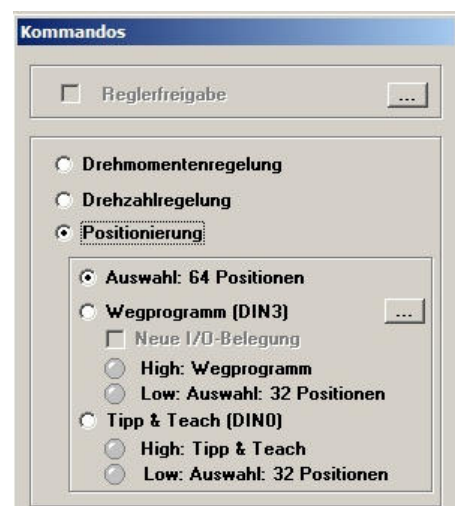 Kommandos
Reglerfreigabe ...
Drehmomentenregelung
Drehzahlregelung
Positionierung
Auswahl: 64 Positionen
Wegprogramm (DIN3) ...
Neue I/O-Belegung
High: Wegprogramm
Low: Auswahl: 32 Positionen
Tipp & Teach (DIN0)
High: Tipp & Teach
Low: Auswahl: 32 Positionen